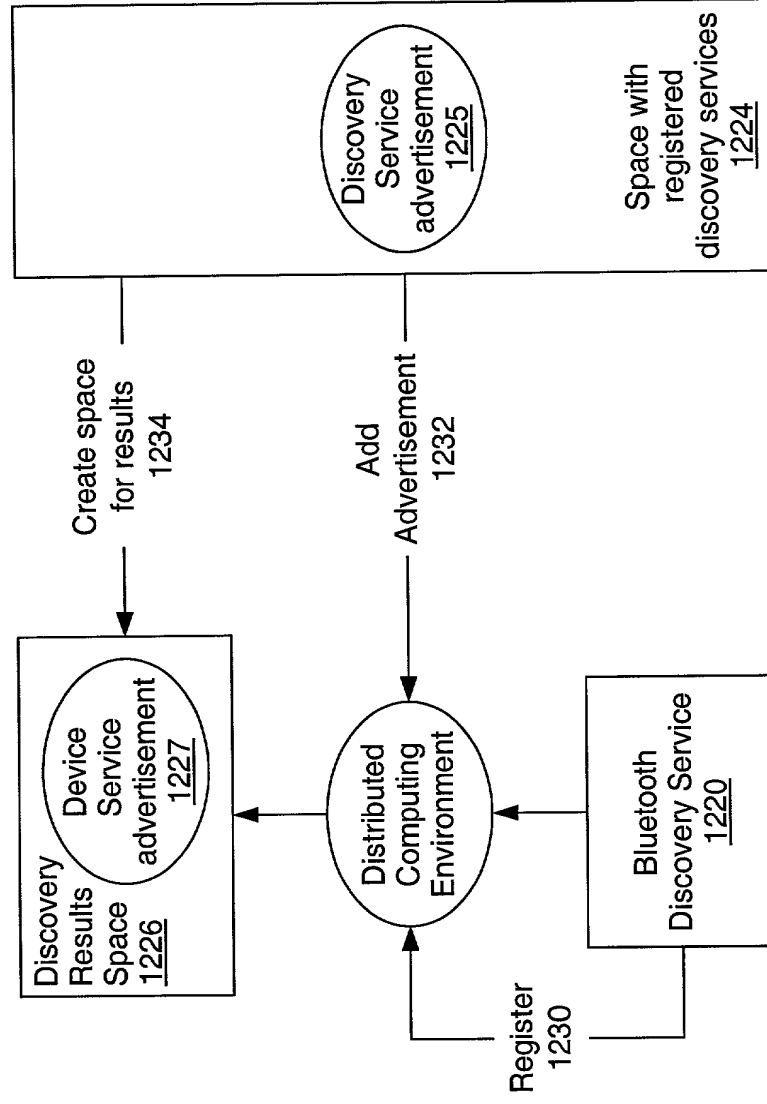 Discovery
Results
Space
1226
Device
Service
advertisement
1227
Create space
for results
1234
Discovery
Service
advertisement
1225
Distributed
Computing
Environment
Add
Advertisement
1232
Register
1230
Bluetooth
Discovery Service
1220
Space with
registered
discovery services
1224